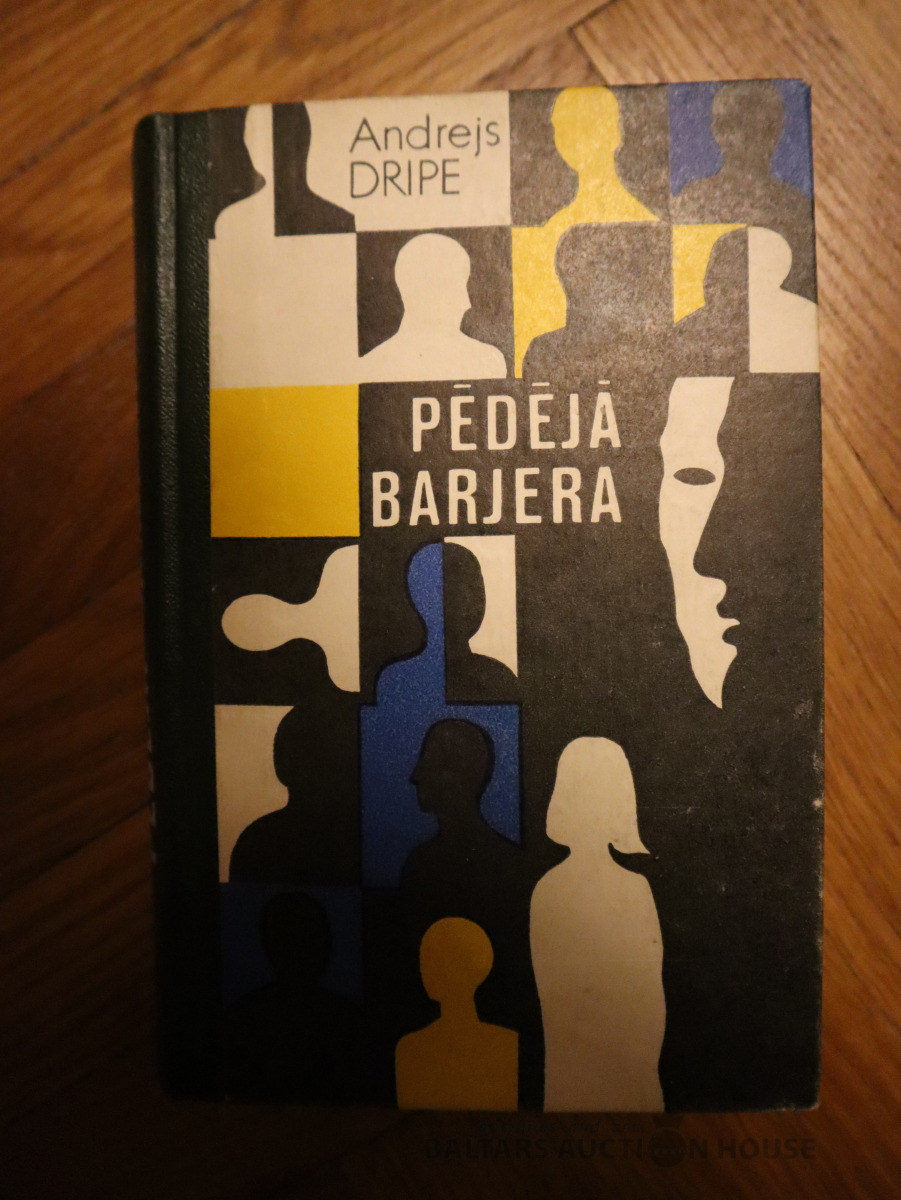 Andrejs
DRIPE
PĒDĒJĀ
BARJERA
BALTARS AUCTION HOUSE